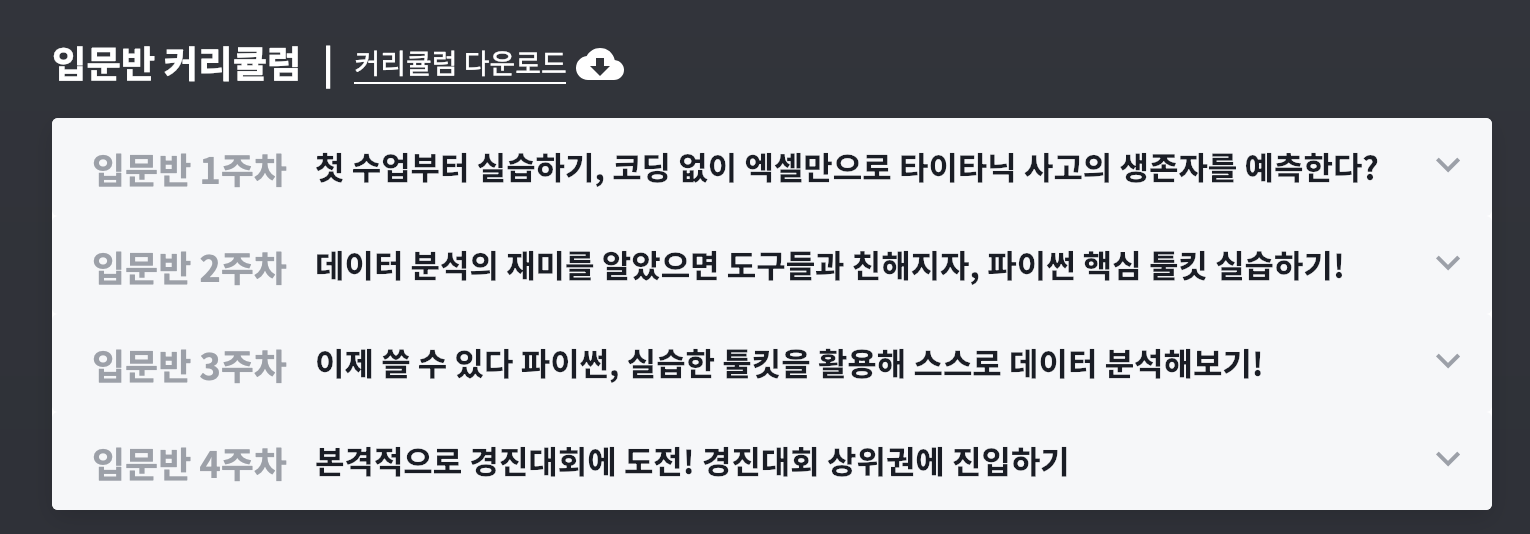 입문반 커리큘럼 | 커리큘럼 다운로드
입문반 1주차 첫 수업부터 실습하기, 코딩 없이 엑셀만으로 타이타닉 사고의 생존자를 예측한다?
입문반 2주차 데이터 분석의 재미를 알았으면 도구들과 친해지자, 파이썬 핵심 툴킷 실습하기!
입문반 3주차 이제 쓸 수 있다 파이썬, 실습한 툴킷을 활용해 스스로 데이터 분석해보기!
입문반 4주차 본격적으로 경진대회에 도전! 경진대회 상위권에 진입하기